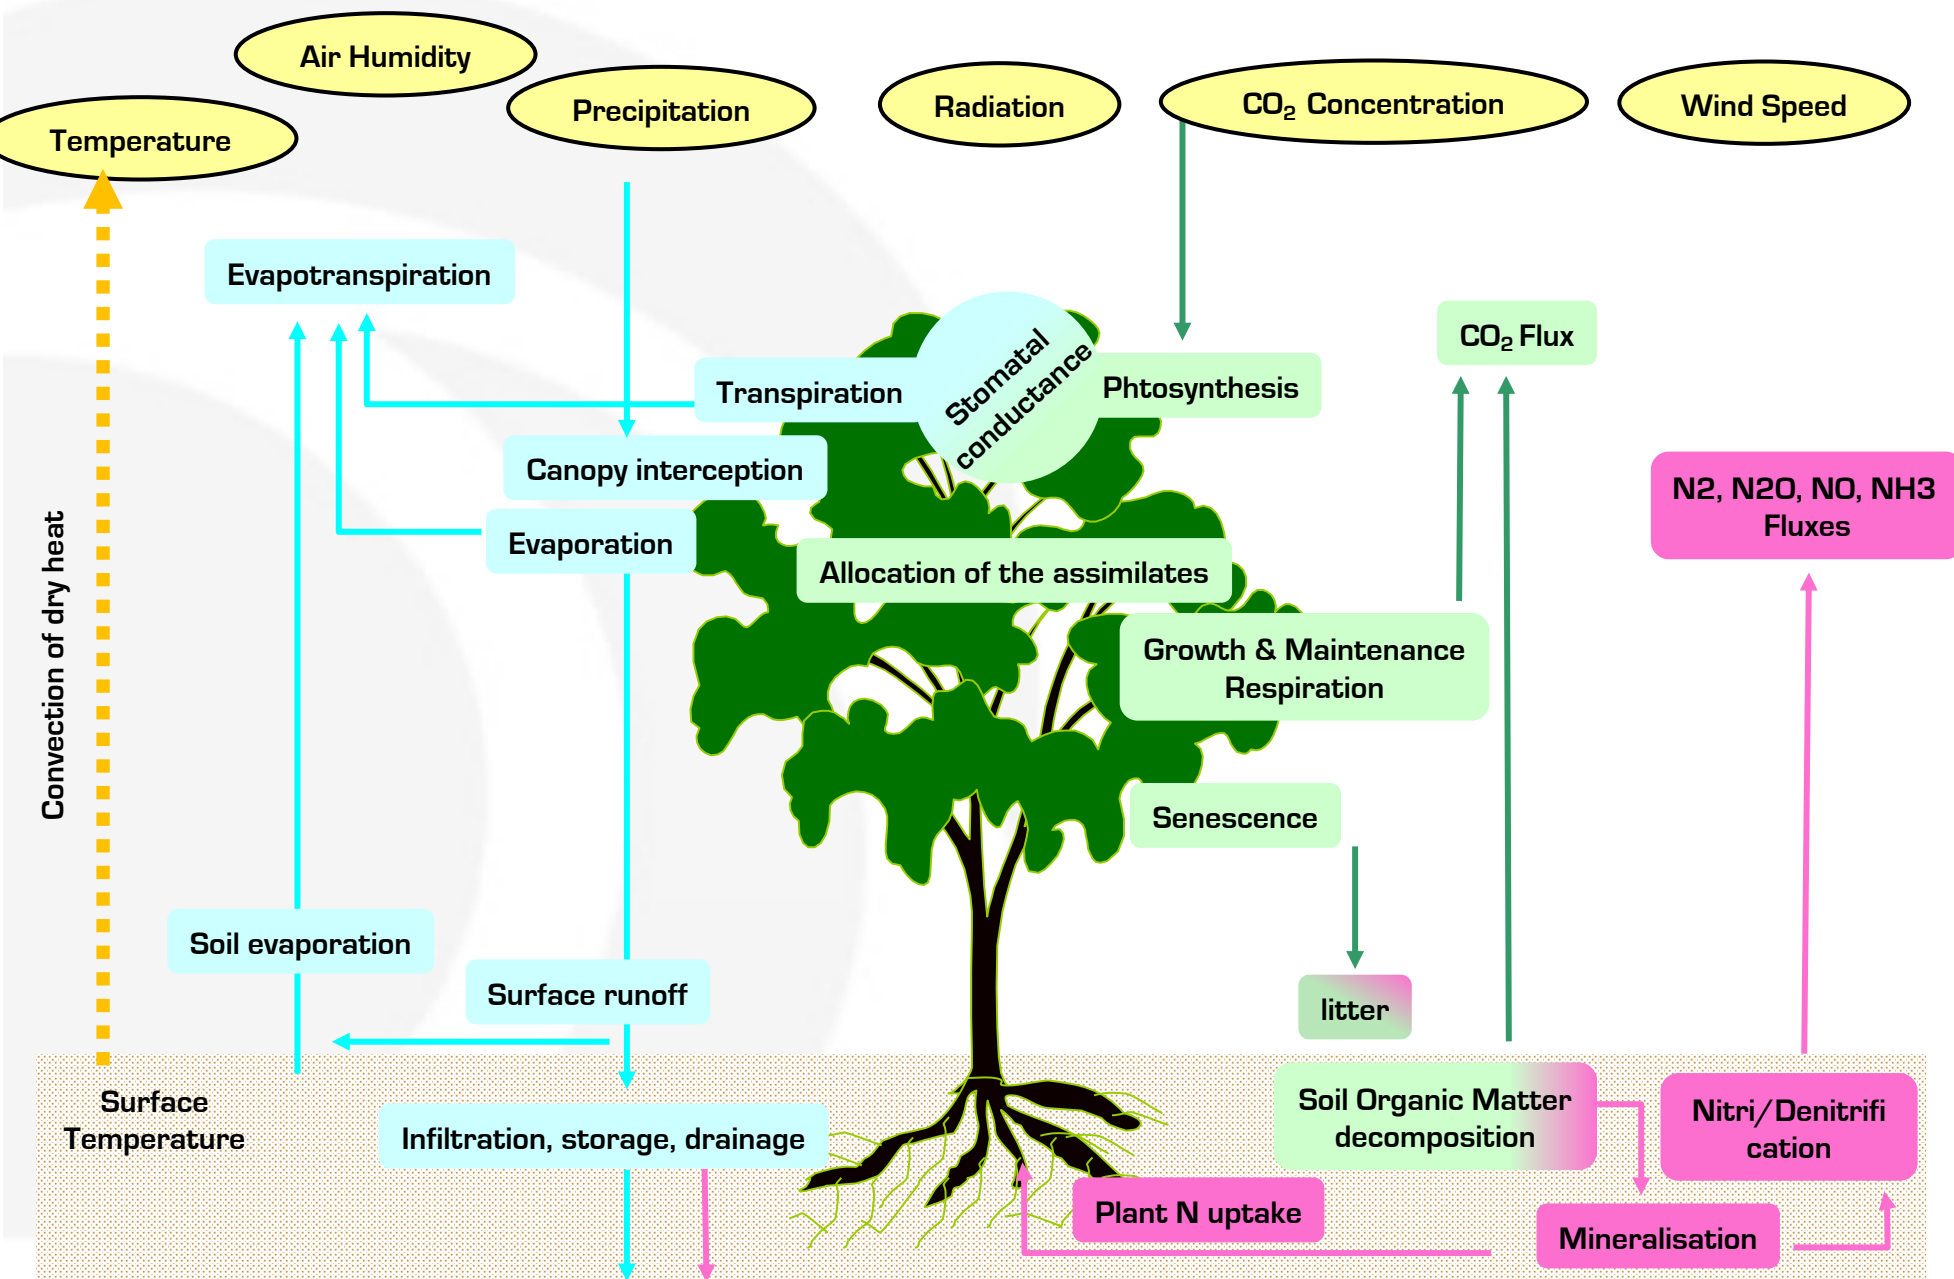 Air Humidity
Temperature
Precipitation
Radiation
CO₂ Concentration
Wind Speed
Evapotranspiration
Transpiration
Stomatal
conductance
Phtosynthesis
CO₂ Flux
Canopy interception
Evaporation
N2, N2O, NO, NH3
Fluxes
Allocation of the assimilates
Convection of dry heat
Growth & Maintenance
Respiration
Senescence
Soil evaporation
Surface runoff
litter
Surface
Temperature
Infiltration, storage, drainage
Soil Organic Matter
decomposition
Nitri/Denitrifi
cation
Plant N uptake
Mineralisation